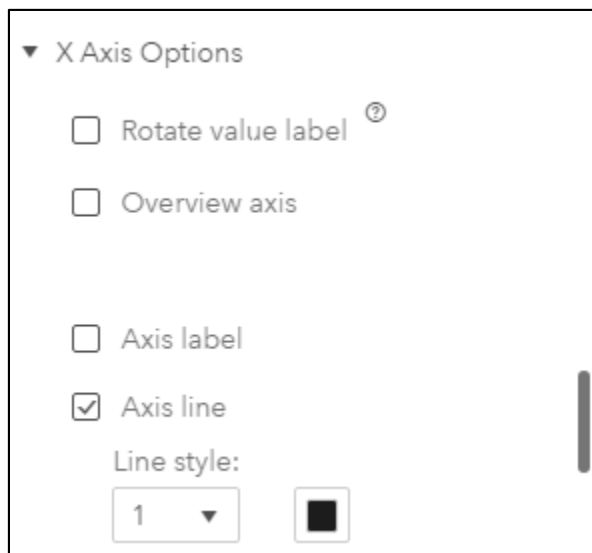 X Axis Options
Rotate value label ?
Overview axis
Axis label
Axis line
Line style:
1